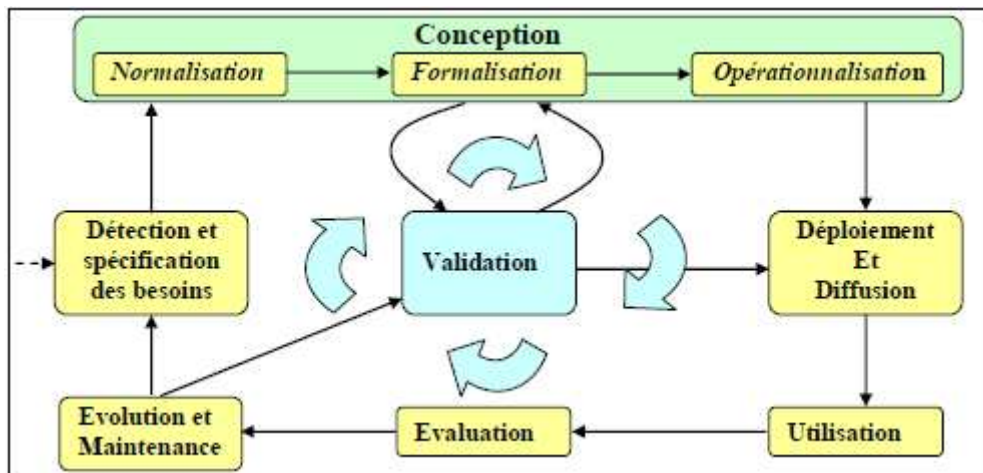 Conception
Normalisation
Formalisation
Opérationnalisation
Détection et
spécification
des besoins
Validation
Déploiement
Et
Diffusion
Evolution et
Maintenance
Evaluation
Utilisation